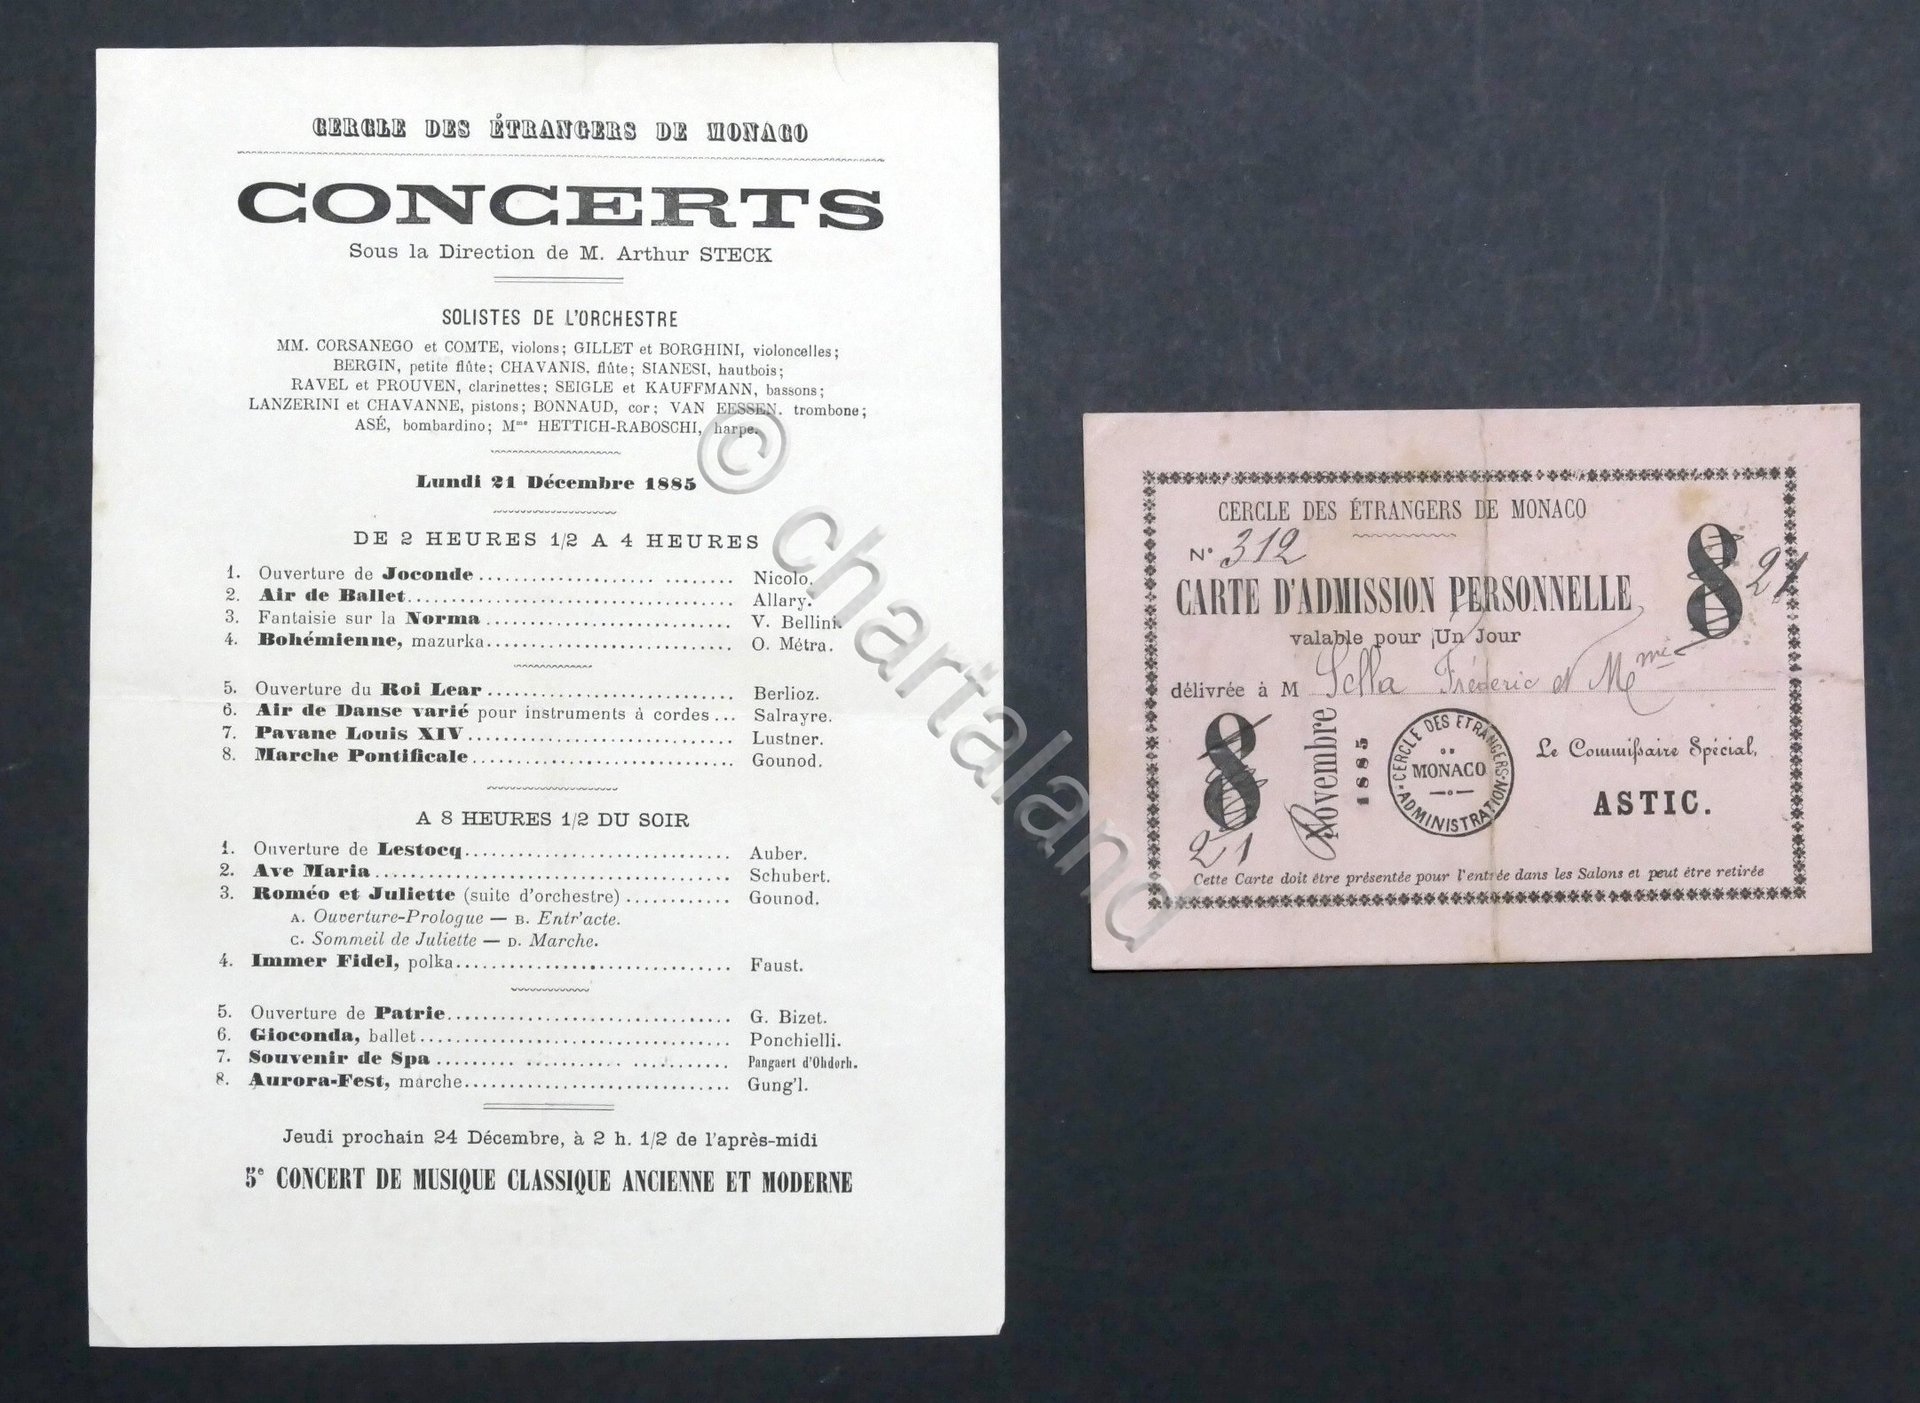 CERCLE DES ÉTRANGERS DE MONACO
CONCERTS
Sous la Direction de M. Arthur STECK
SOLISTES DE L'ORCHESTRE
MM. CORSANEGO et COMTE, violons; GILLET et BORGHINI, violoncelles;
BERGIN, petite flûte; CHAVANIS, flûte; SIANESI, hautbois;
RAVEL et PROUVEN, clarinettes; SEIGLE et KAUFFMANN, bassons;
LANZERINI et CHAVANNE, pistons; BONNAUD, cor; VAN EESSEN, trombone;
ASÉ, bombardino; Mme HETTICH-RABOSCHI, harpe.
Lundi 21 Décembre 1885
DE 2 HEURES 1/2 A 4 HEURES
1. Ouverture de Joconde Nicolo.
2. Air de Ballet Allary.
3. Fantaisie sur la Norma V. Bellini
4. Bohémienne, mazurka O. Métra.
5. Ouverture du Roi Lear Berlioz.
6. Air de Danse varié pour instruments à cordes Salrayre.
7. Pavane Louis XIV Lustner.
8. Marche Pontificale Gounod.
A 8 HEURES 1/2 DU SOIR
1. Ouverture de Lestocq Auber.
2. Ave Maria Schubert.
3. Roméo et Juliette (suite d'orchestre) Gounod.
A. Ouverture-Prologue — B. Entr'acte.
C. Sommeil de Juliette — D. Marche.
4. Immer Fidel, polka Faust.
5. Ouverture de Patrie G. Bizet.
6. Gioconda, ballet Ponchielli.
7. Souvenir de Spa Pangaert d'Ohdorh.
8. Aurora-Fest, marche Gung'l.
Jeudi prochain 24 Décembre, à 2 h. 1/2 de l'après-midi
5e CONCERT DE MUSIQUE CLASSIQUE ANCIENNE ET MODERNE
CERCLE DES ÉTRANGERS DE MONACO
N° 312
8 21
CARTE D'ADMISSION PERSONNELLE
valable pour Un Jour
délivrée à M Sella Fréderic et Mme
8 21
Novembre 1885
CERCLE DES ETRANGERS DE MONACO ADMINISTRATION
Le Commissaire Spécial,
ASTIC.
Cette Carte doit être présentée pour l'entrée dans les Salons et peut être retirée
© chartaland